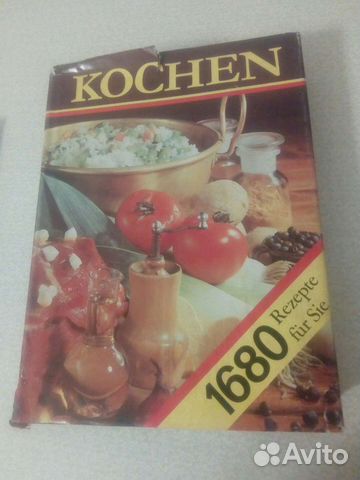 KOCHEN
1680
Rezepte
für Sie
Avito